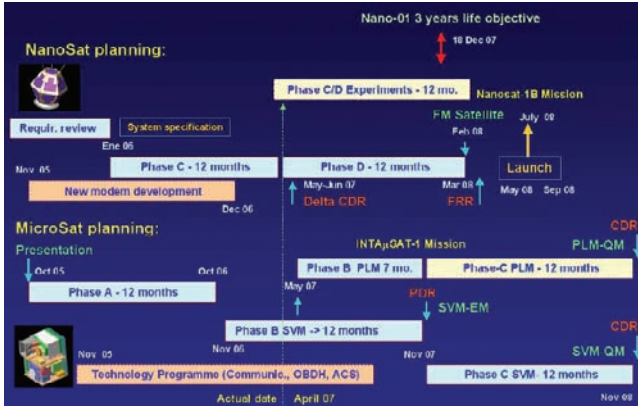 Nano-01 3 years life objective
NanoSat planning:
18 Dec 07
Phase C/D Experiments - 12 mo.
Nanosat-1B Mission
Requir. review
System specification
FM Satellite
July 08
Ene 06
Feb 08
Nov 05
Phase C - 12 months
Phase D - 12 months
Launch
New modem development
May-Jun 07
Mar 08
May 08 Sep 08
Dec 06
Delta CDR
FRR
MicroSat planning:
CDR
Presentation
INTAµSAT-1 Mission
PLM-QM
Oct 05
Oct 06
Phase B PLM 7 mo.
Phase-C PLM - 12 months
Phase A - 12 months
May 07
PDR
SVM-EM
Phase B SVM -> 12 months
CDR
Nov 05
Nov 06
Nov 07
SVM QM
Technology Programme (Communic., OBDH, ACS)
Phase C SVM- 12 months
Actual date
April 07
Nov 08